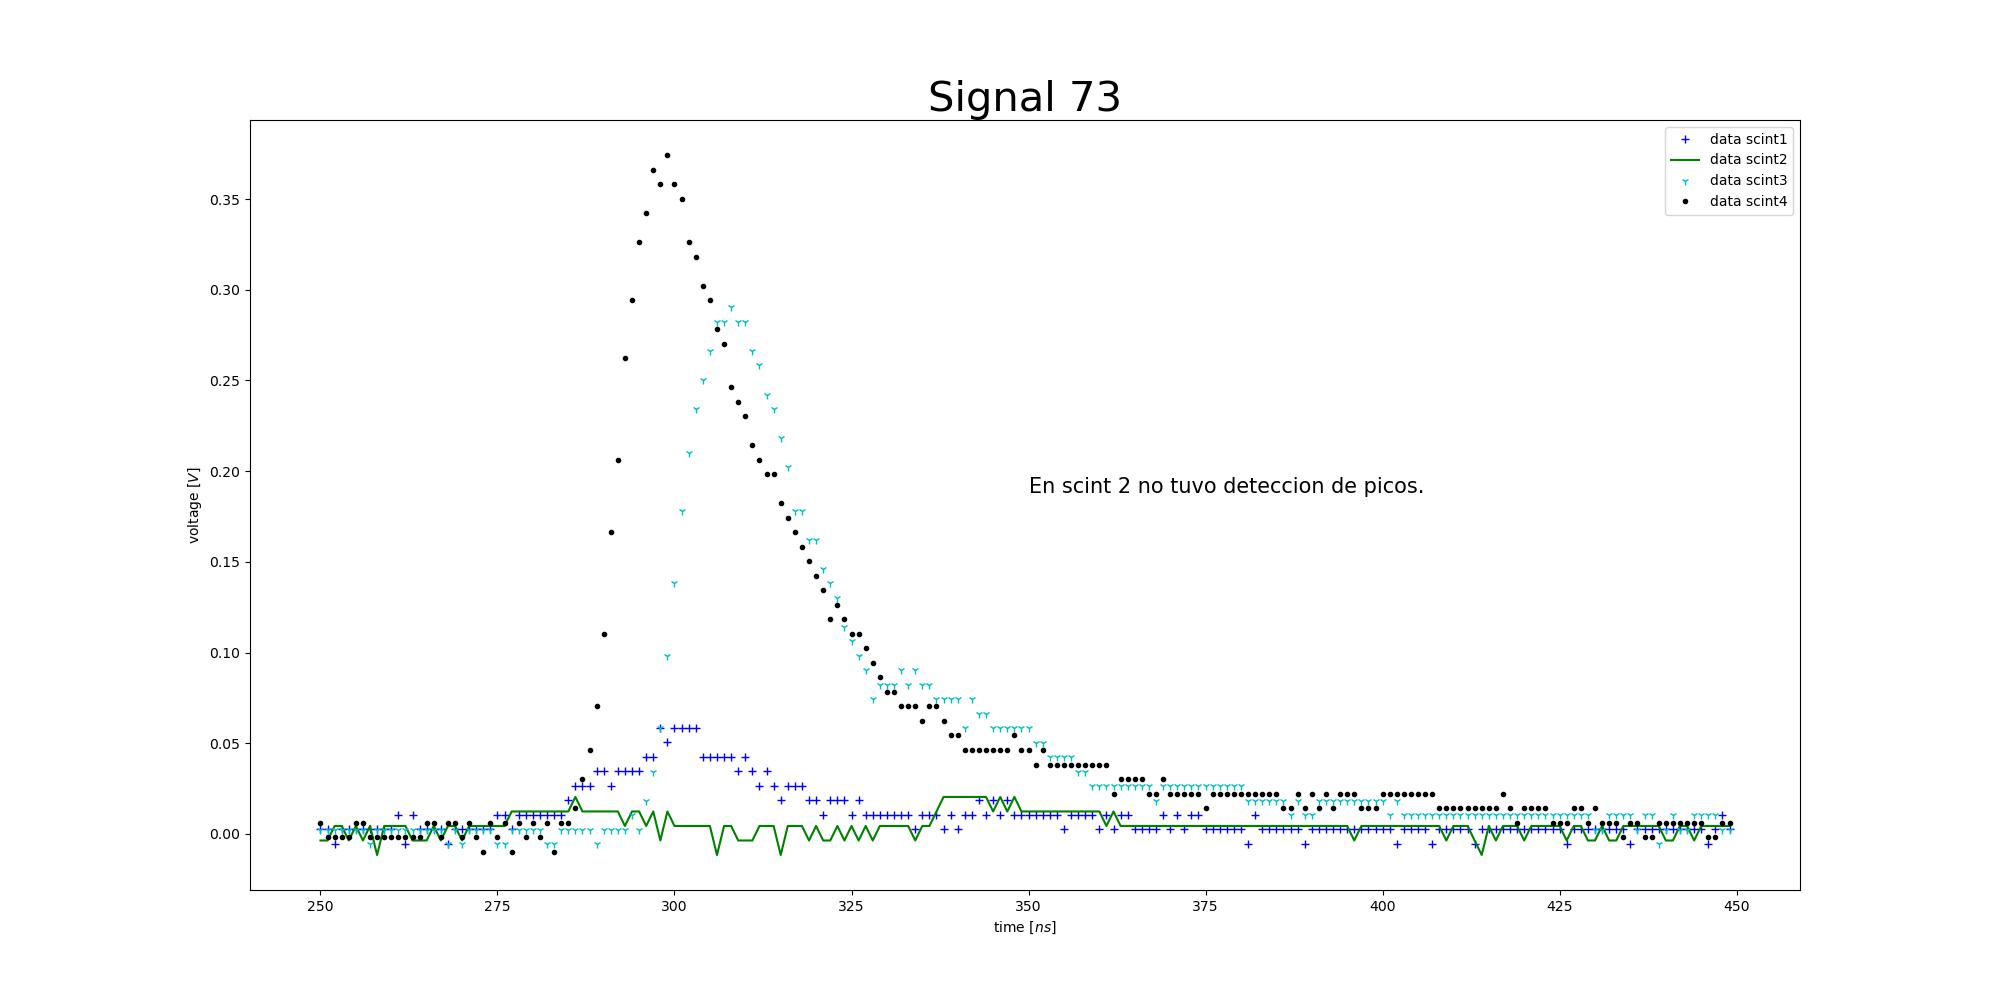 Signal 73
data scint1
data scint2
data scint3
data scint4
0.35
0.30
0.25
0.20
0.15
0.10
0.05
0.00
voltage [V]
En scint 2 no tuvo deteccion de picos.
250 275 300 325 350 375 400 425 450
time [ns]